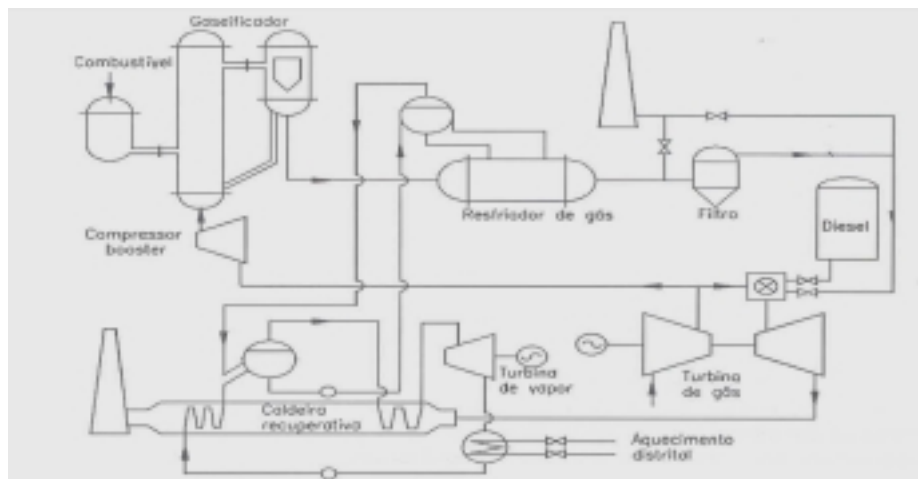 Gaseificador
Combustível
Resfriador de gás
Filtro
Diesel
Compressor
booster
Turbina
de vapor
Turbina
de gás
Caldeira
recuperativa
Aquecimento
distrital